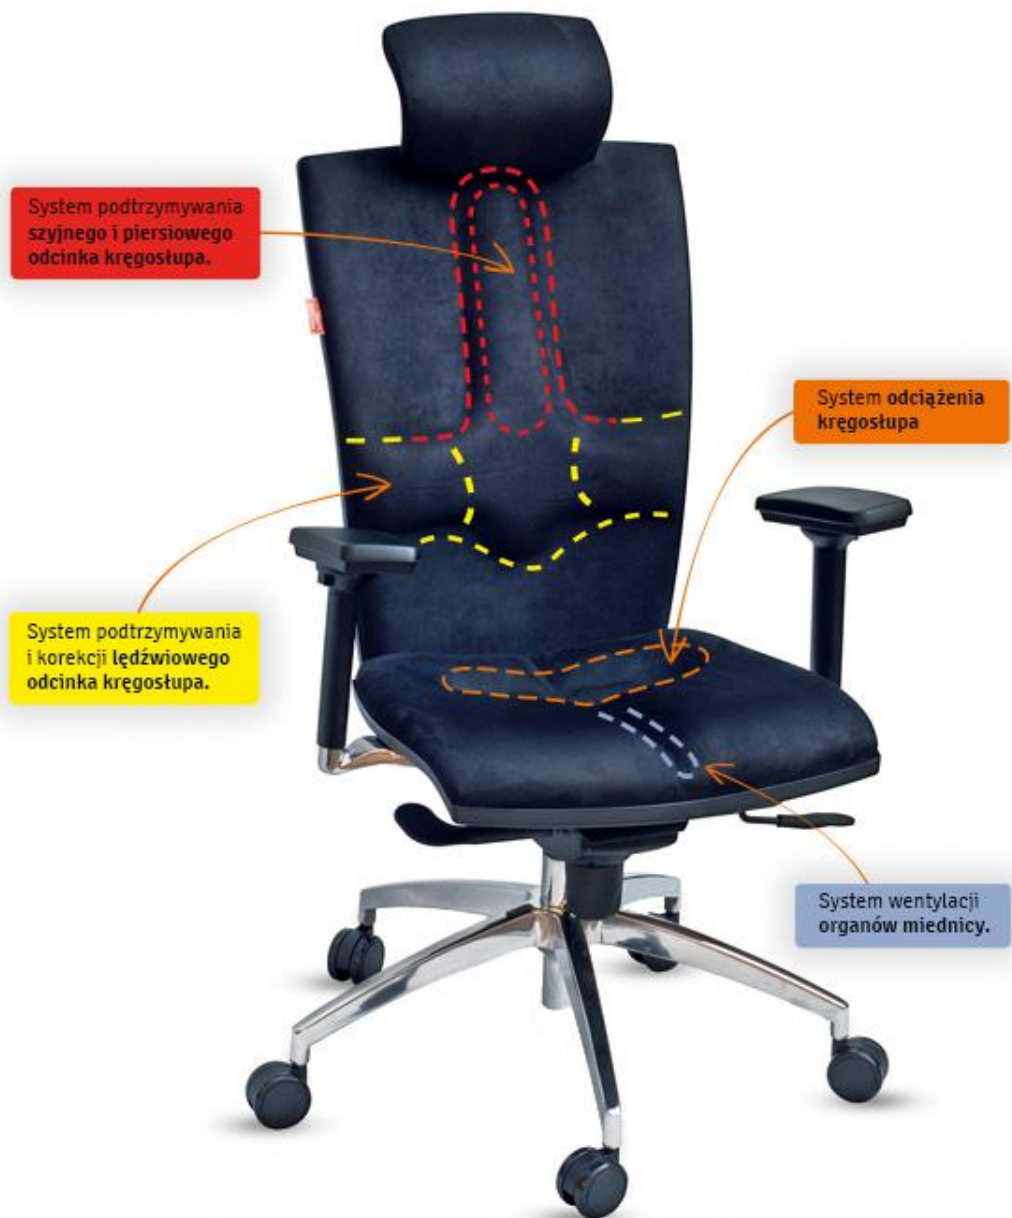 System podtrzymywania
szyjnego i piersiowego
odcinka kręgosłupa.
System odciążenia
kręgosłupa
System podtrzymywania
i korekcji lędźwiowego
odcinka kręgosłupa.
System wentylacji
organów miednicy.